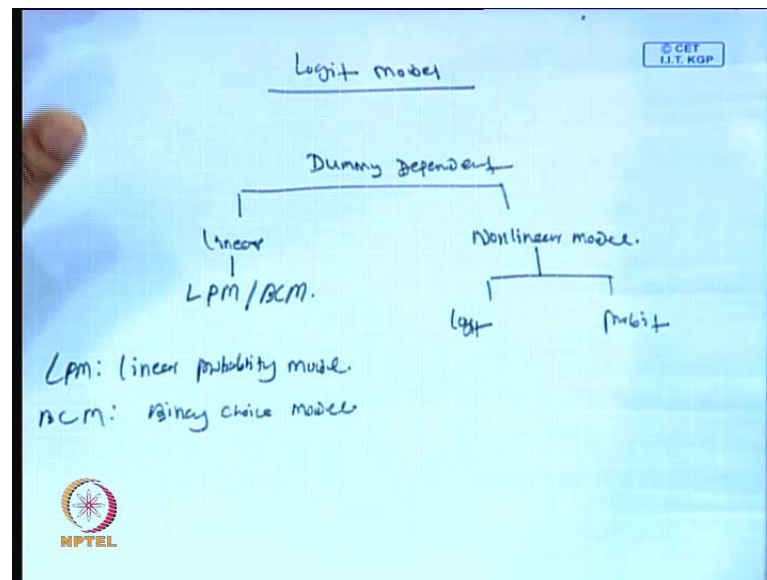 Logit model
© CET
I.I.T. KGP
Dummy Dependent
Linear
Nonlinear model.
LPM/BCM.
Logit
Probit
LPM: linear probability model.
BCM: Binary choice model
NPTEL